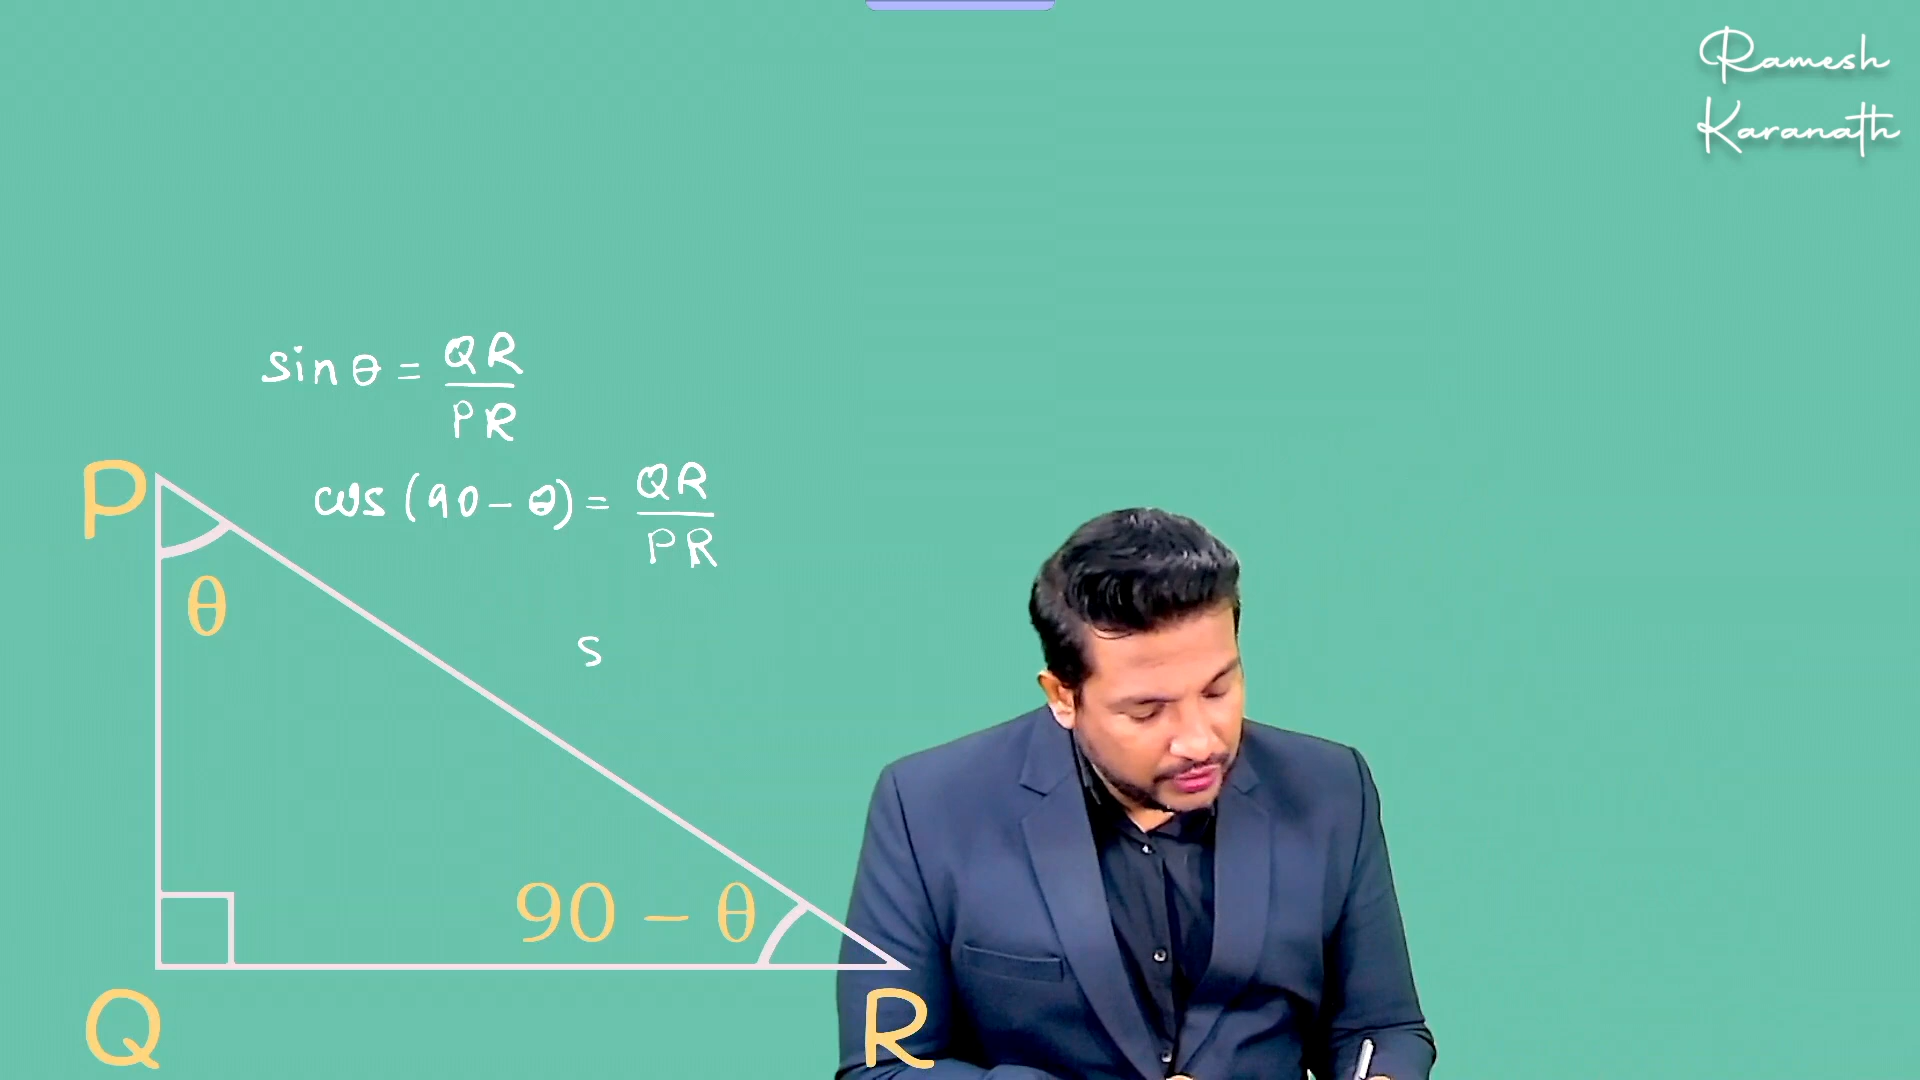 Ramesh
Karanath
sin θ = QR
PR
cos (90 - θ) = QR
PR
P
θ
s
90 - θ
Q
R